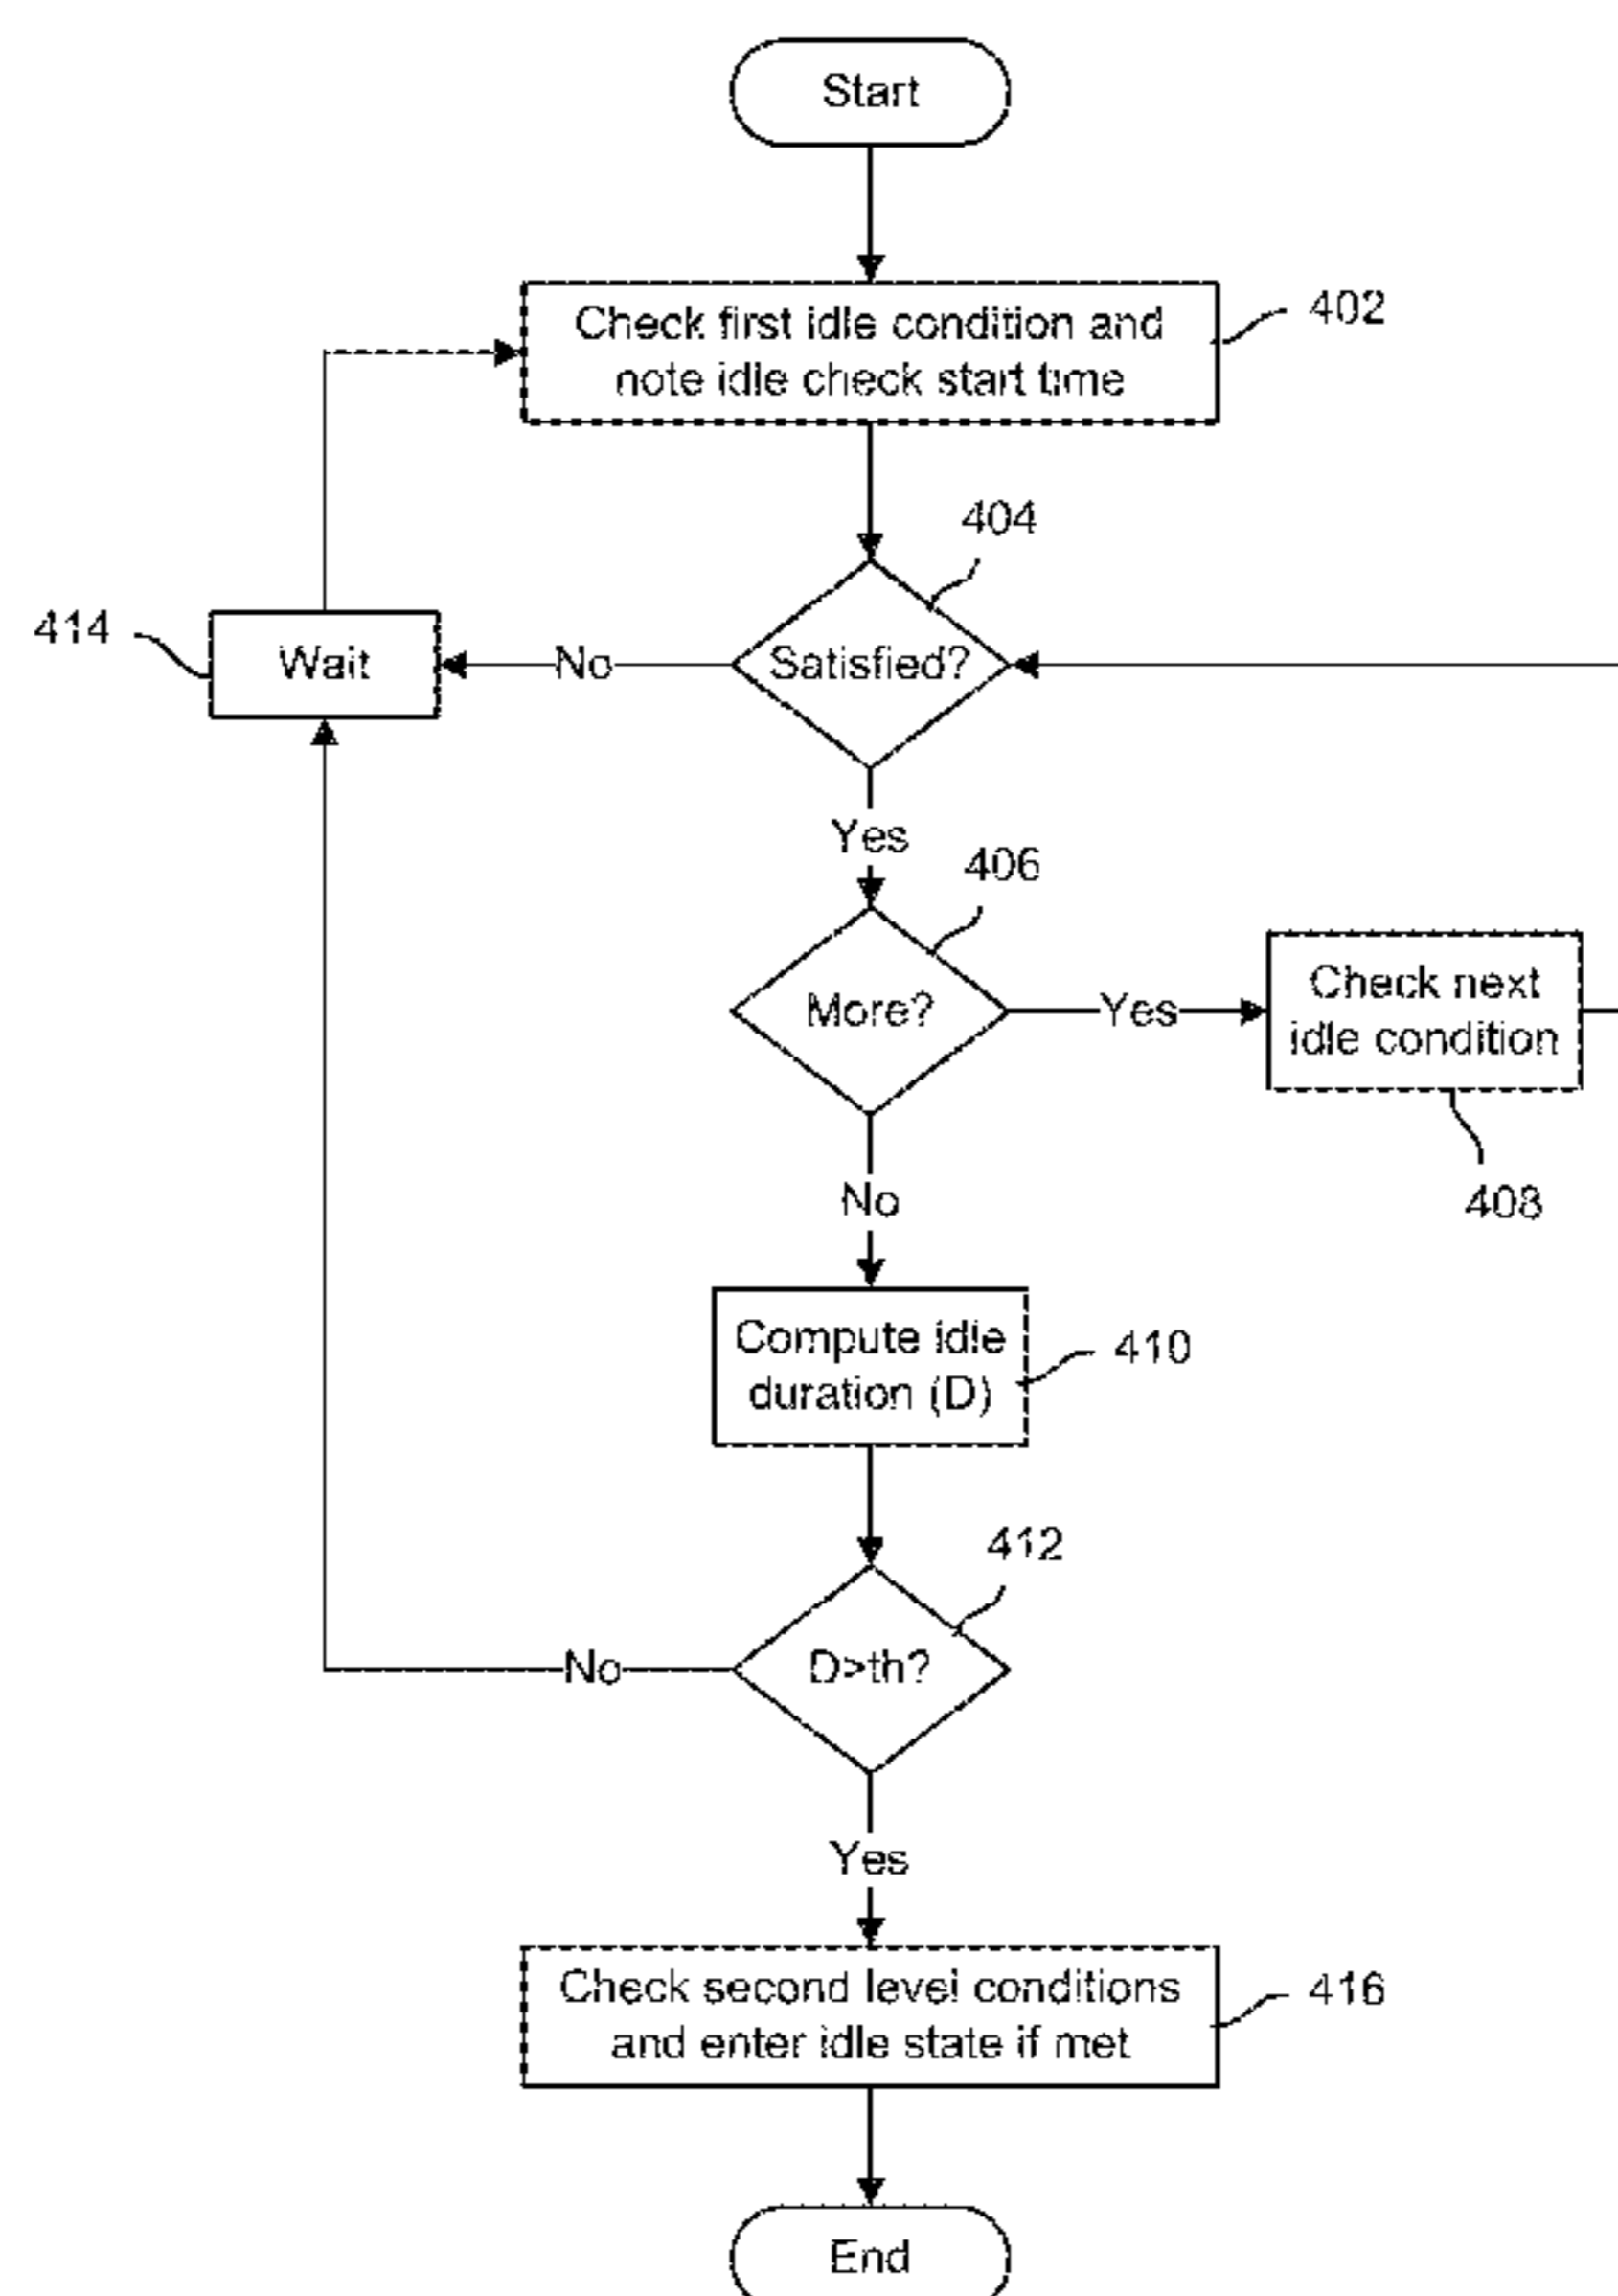 Start
Check first idle condition and
note idle check start time
402
404
414
Wait
No
Satisfied?
Yes
406
More?
Yes
Check next
idle condition
408
No
Compute idle
duration (D)
410
412
No
D>th?
Yes
Check second level conditions
and enter idle state if met
416
End